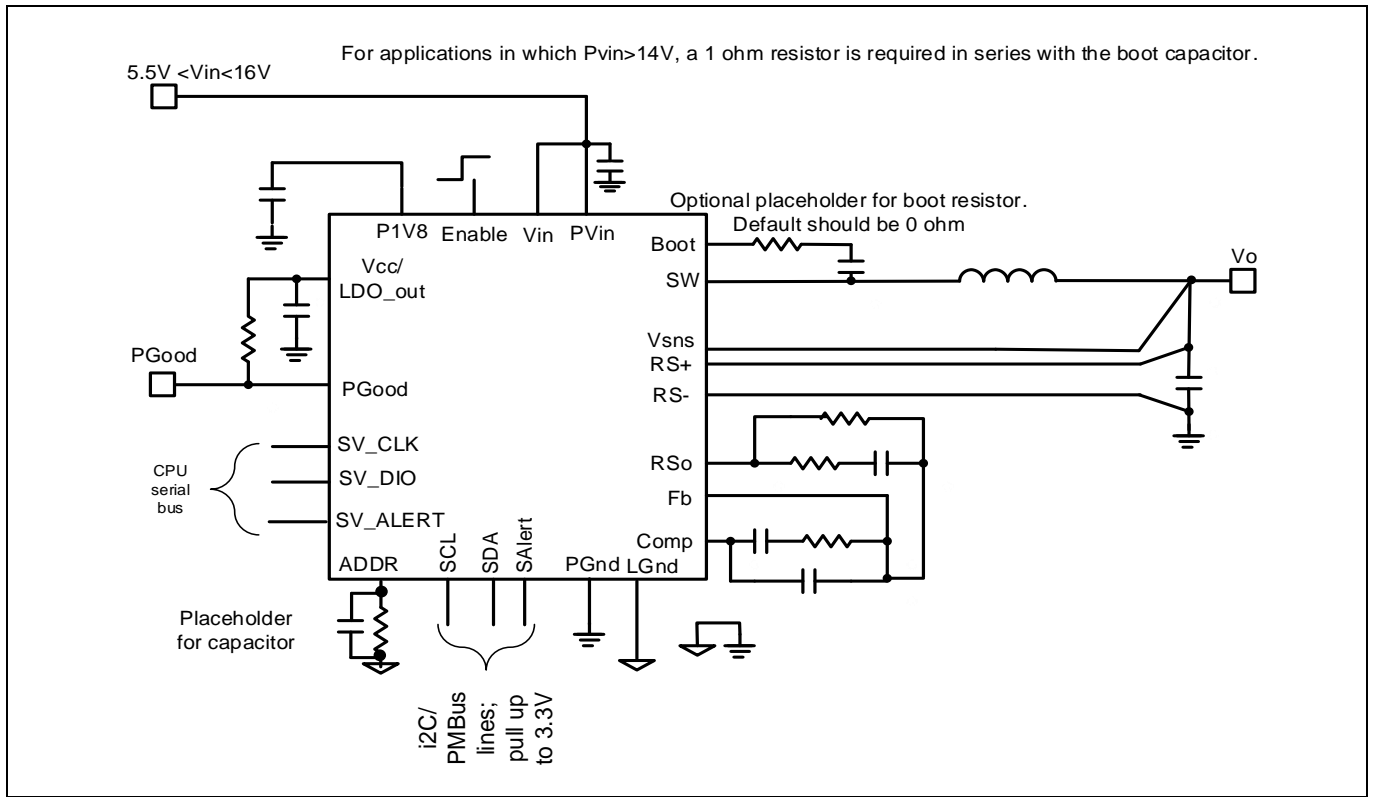 For applications in which Pvin>14V, a 1 ohm resistor is required in series with the boot capacitor.
5.5V <Vin<16V
Optional placeholder for boot resistor.
Default should be 0 ohm
P1V8
Enable
Vin
PVin
Boot
SW
Vo
Vcc/
LDO_out
Vsns
RS+
RS-
PGood
PGood
SV_CLK
SV_DIO
SV_ALERT
CPU
serial
bus
RSo
Fb
Comp
ADDR
SCL
SDA
SAlert
PGnd
LGnd
Placeholder
for capacitor
i2C/
PMBus
lines;
pull up
to 3.3V